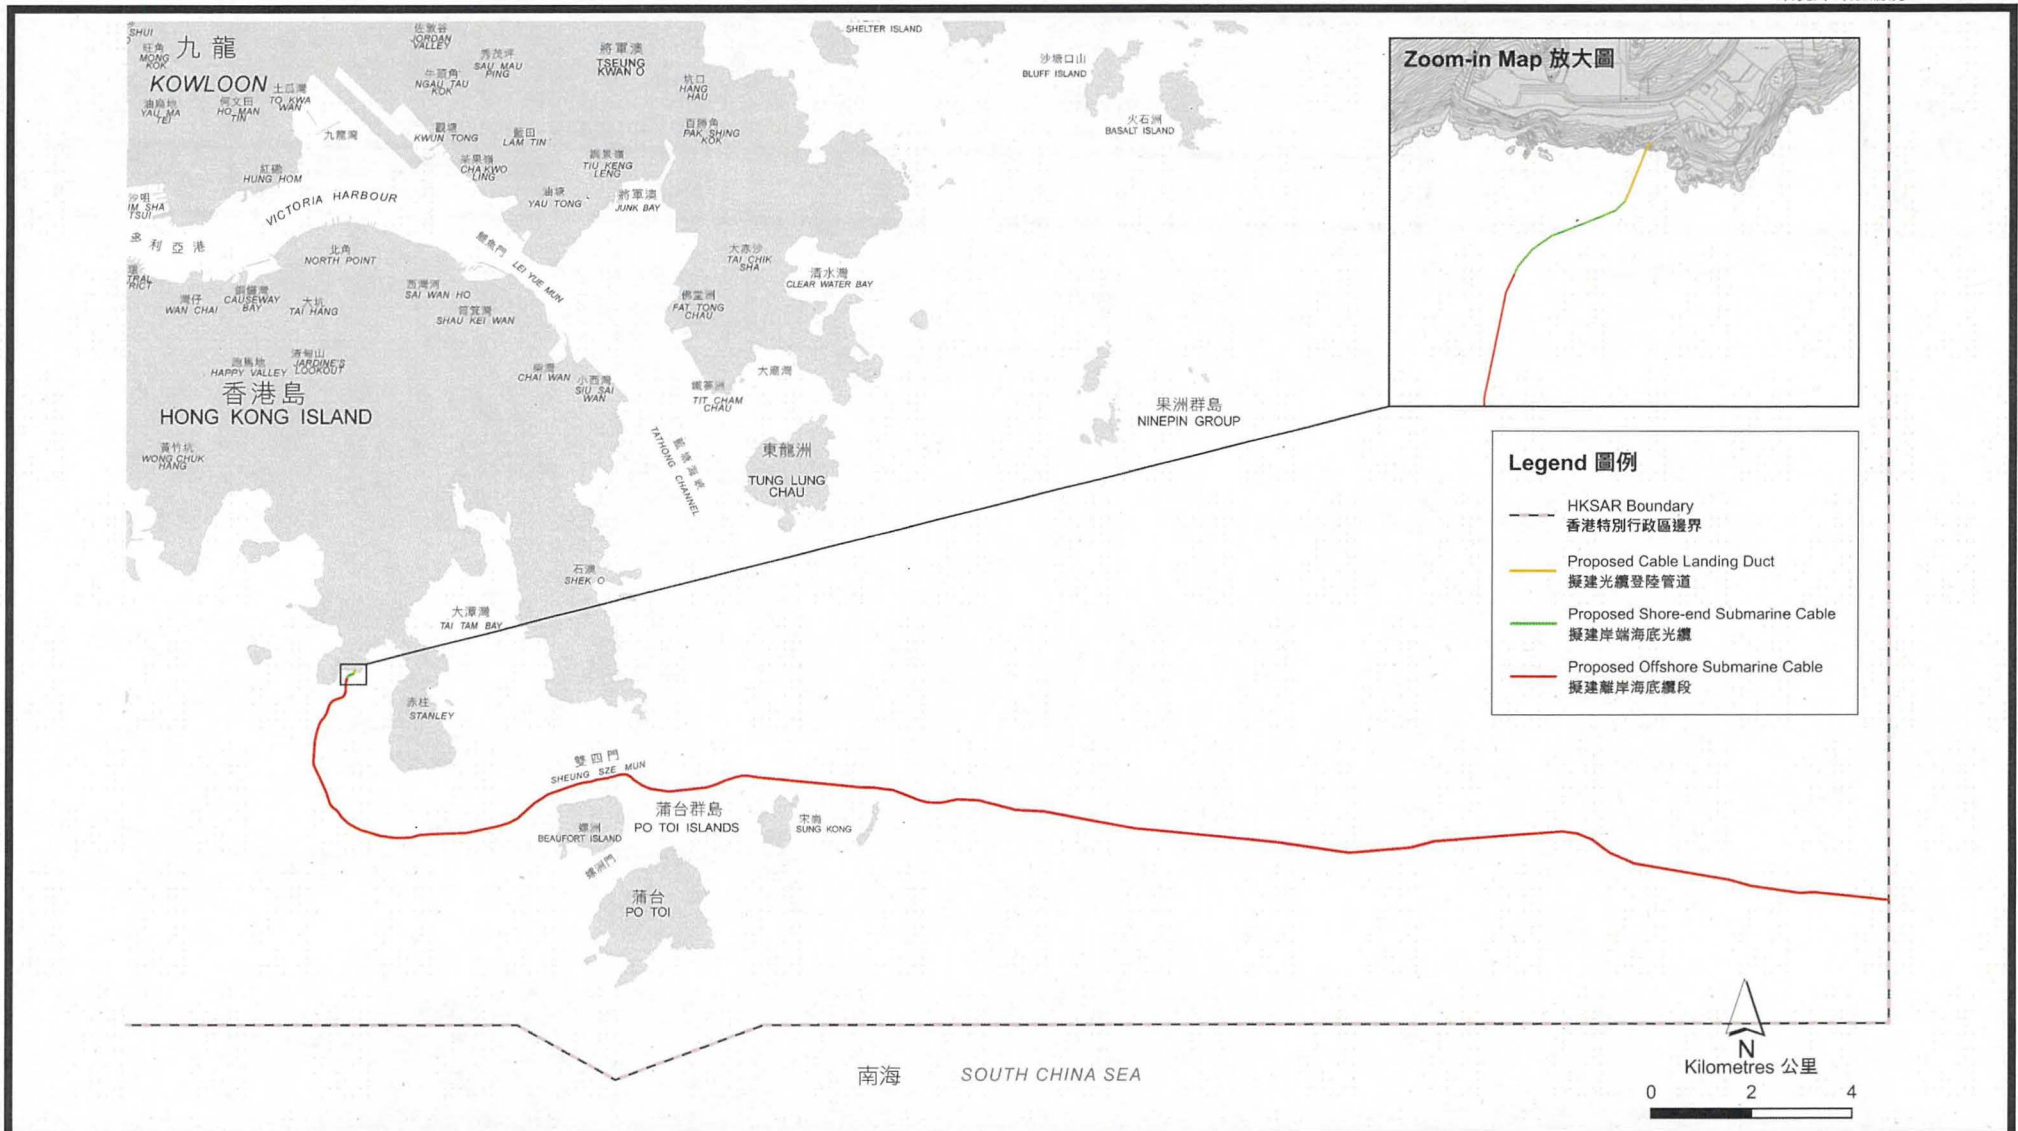 SHUI
旺角
MONG
KOK
九龍
KOWLOON
油麻地
YAU MA
TEI
何文田
HO MAN
TIN
土瓜灣
TO KWA
WAN
九龍灣
紅磡
HUNG HOM
沙咀
IM SHA
TSUI
VICTORIA HARBOUR
多利亞港
佐敦谷
JORDAN
VALLEY
牛頭角
NGAU TAU
KOK
秀茂坪
SAU MAU
PING
觀塘
KWUN TONG
藍田
LAM TIN
茶果嶺
CHA KWO
LING
油塘
YAU TONG
將軍澳
TSEUNG
KWAN O
坑口
HANG
HAU
百勝角
PAK SHING
KOK
調景嶺
TIU KENG
LENG
將軍澳
JUNK BAY
SHELTER ISLAND
沙塘口山
BLUFF ISLAND
火石洲
BASALT ISLAND
北角
NORTH POINT
鯉魚門 LEI YUE MUN
大赤沙
TAI CHIK
SHA
清水灣
CLEAR WATER BAY
TRAL
RICT
灣仔
WAN CHAI
銅鑼灣
CAUSEWAY
BAY
大坑
TAI HANG
西灣河
SAI WAN HO
筲箕灣
SHAU KEI WAN
佛堂洲
FAT TONG
CHAU
跑馬地
HAPPY VALLEY
渣甸山
JARDINE'S
LOOKOUT
香港島
HONG KONG ISLAND
柴灣
CHAI WAN
小西灣
SIU SAI
WAN
鐵篸洲
TIT CHAM
CHAU
大廟灣
果洲群島
NINEPIN GROUP
黃竹坑
WONG CHUK
HANG
藍塘海峽
TATHONG CHANNEL
東龍洲
TUNG LUNG
CHAU
石澳
SHEK O
大潭灣
TAI TAM BAY
赤柱
STANLEY
雙四門
SHEUNG SZE MUN
螺洲
BEAUFORT ISLAND
蒲台群島
PO TOI ISLANDS
宋崗
SUNG KONG
螺洲門
蒲台
PO TOI
南海
SOUTH CHINA SEA
Zoom-in Map 放大圖
Legend 圖例
HKSAR Boundary
香港特別行政區邊界
Proposed Cable Landing Duct
擬建光纜登陸管道
Proposed Shore-end Submarine Cable
擬建岸端海底光纜
Proposed Offshore Submarine Cable
擬建離岸海底纜段
N
Kilometres 公里
0 2 4